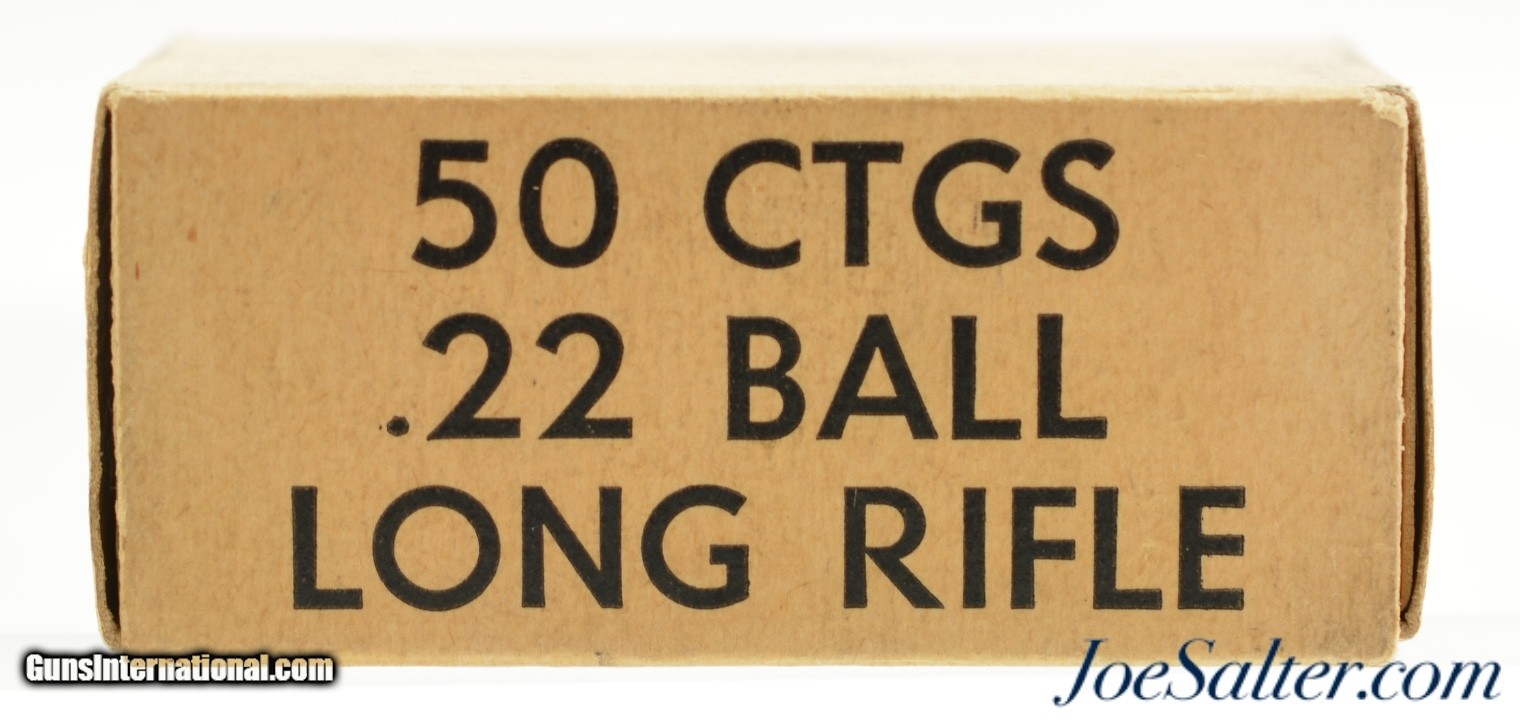 50 CTGS
.22 BALL
LONG RIFLE
GunsInternational.com
JoeSalter.com